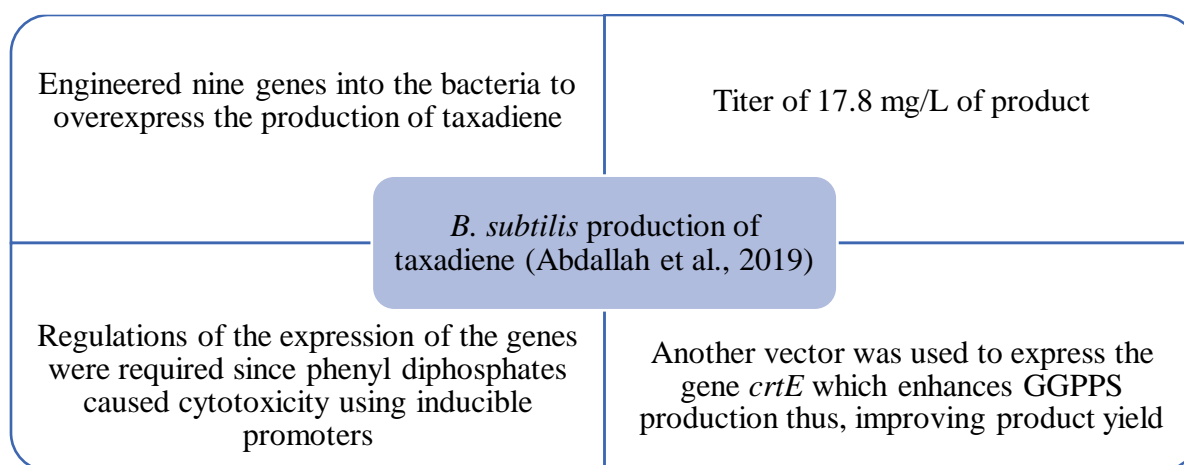 Engineered nine genes into the bacteria to
overexpress the production of taxadiene
Titer of 17.8 mg/L of product
B. subtilis production of
taxadiene (Abdallah et al., 2019)
Regulations of the expression of the genes
were required since phenyl diphosphates
caused cytotoxicity using inducible
promoters
Another vector was used to express the
gene crtE which enhances GGPPS
production thus, improving product yield